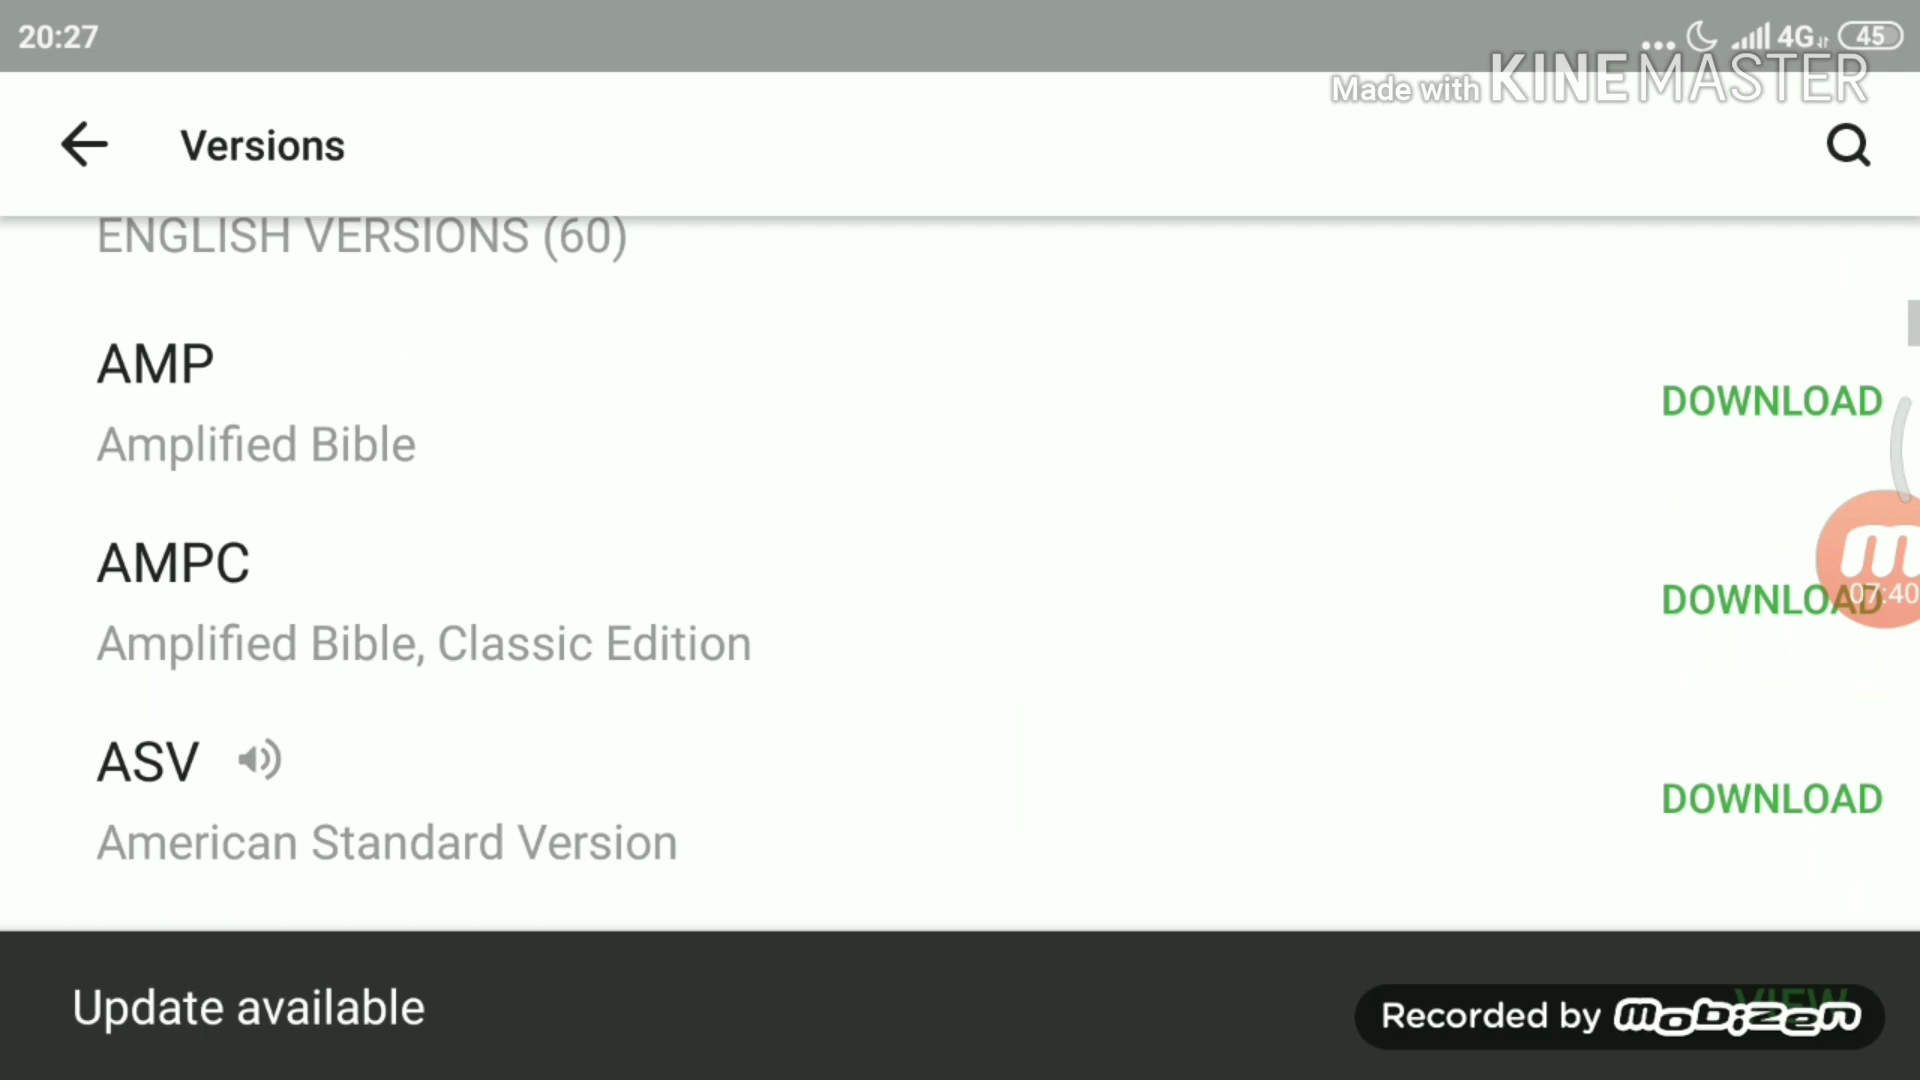 20:27
4G 45
Made with KINEMASTER
Versions
ENGLISH VERSIONS (60)
AMP
DOWNLOAD
Amplified Bible
AMPC
DOWNLOAD
07:40
Amplified Bible, Classic Edition
ASV
DOWNLOAD
American Standard Version
Update available
VIEW
Recorded by mobizen